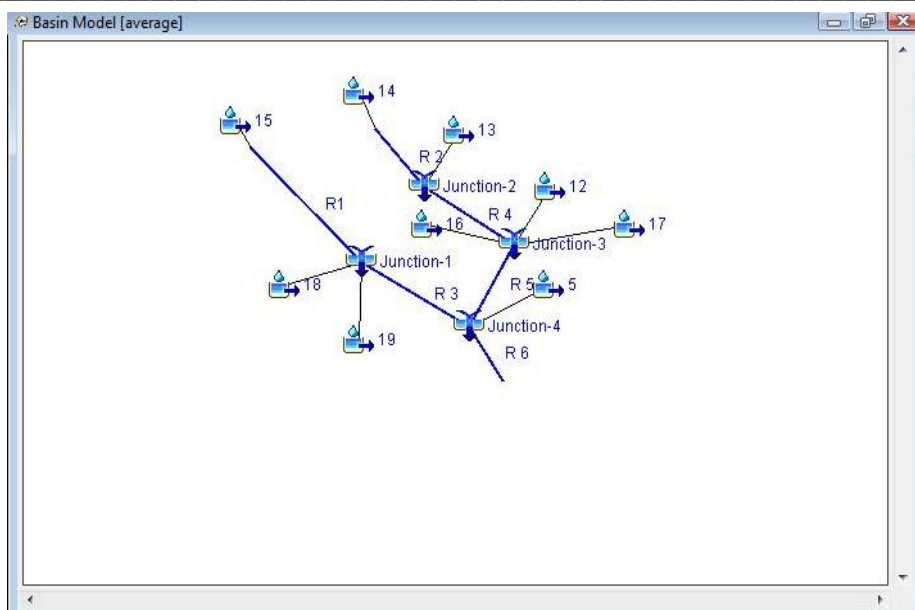 Basin Model [average]
14
15
13
R 2
Junction-2
12
R1
R 4
16
17
Junction-3
Junction-1
18
R 3
R 5
5
Junction-4
19
R 6